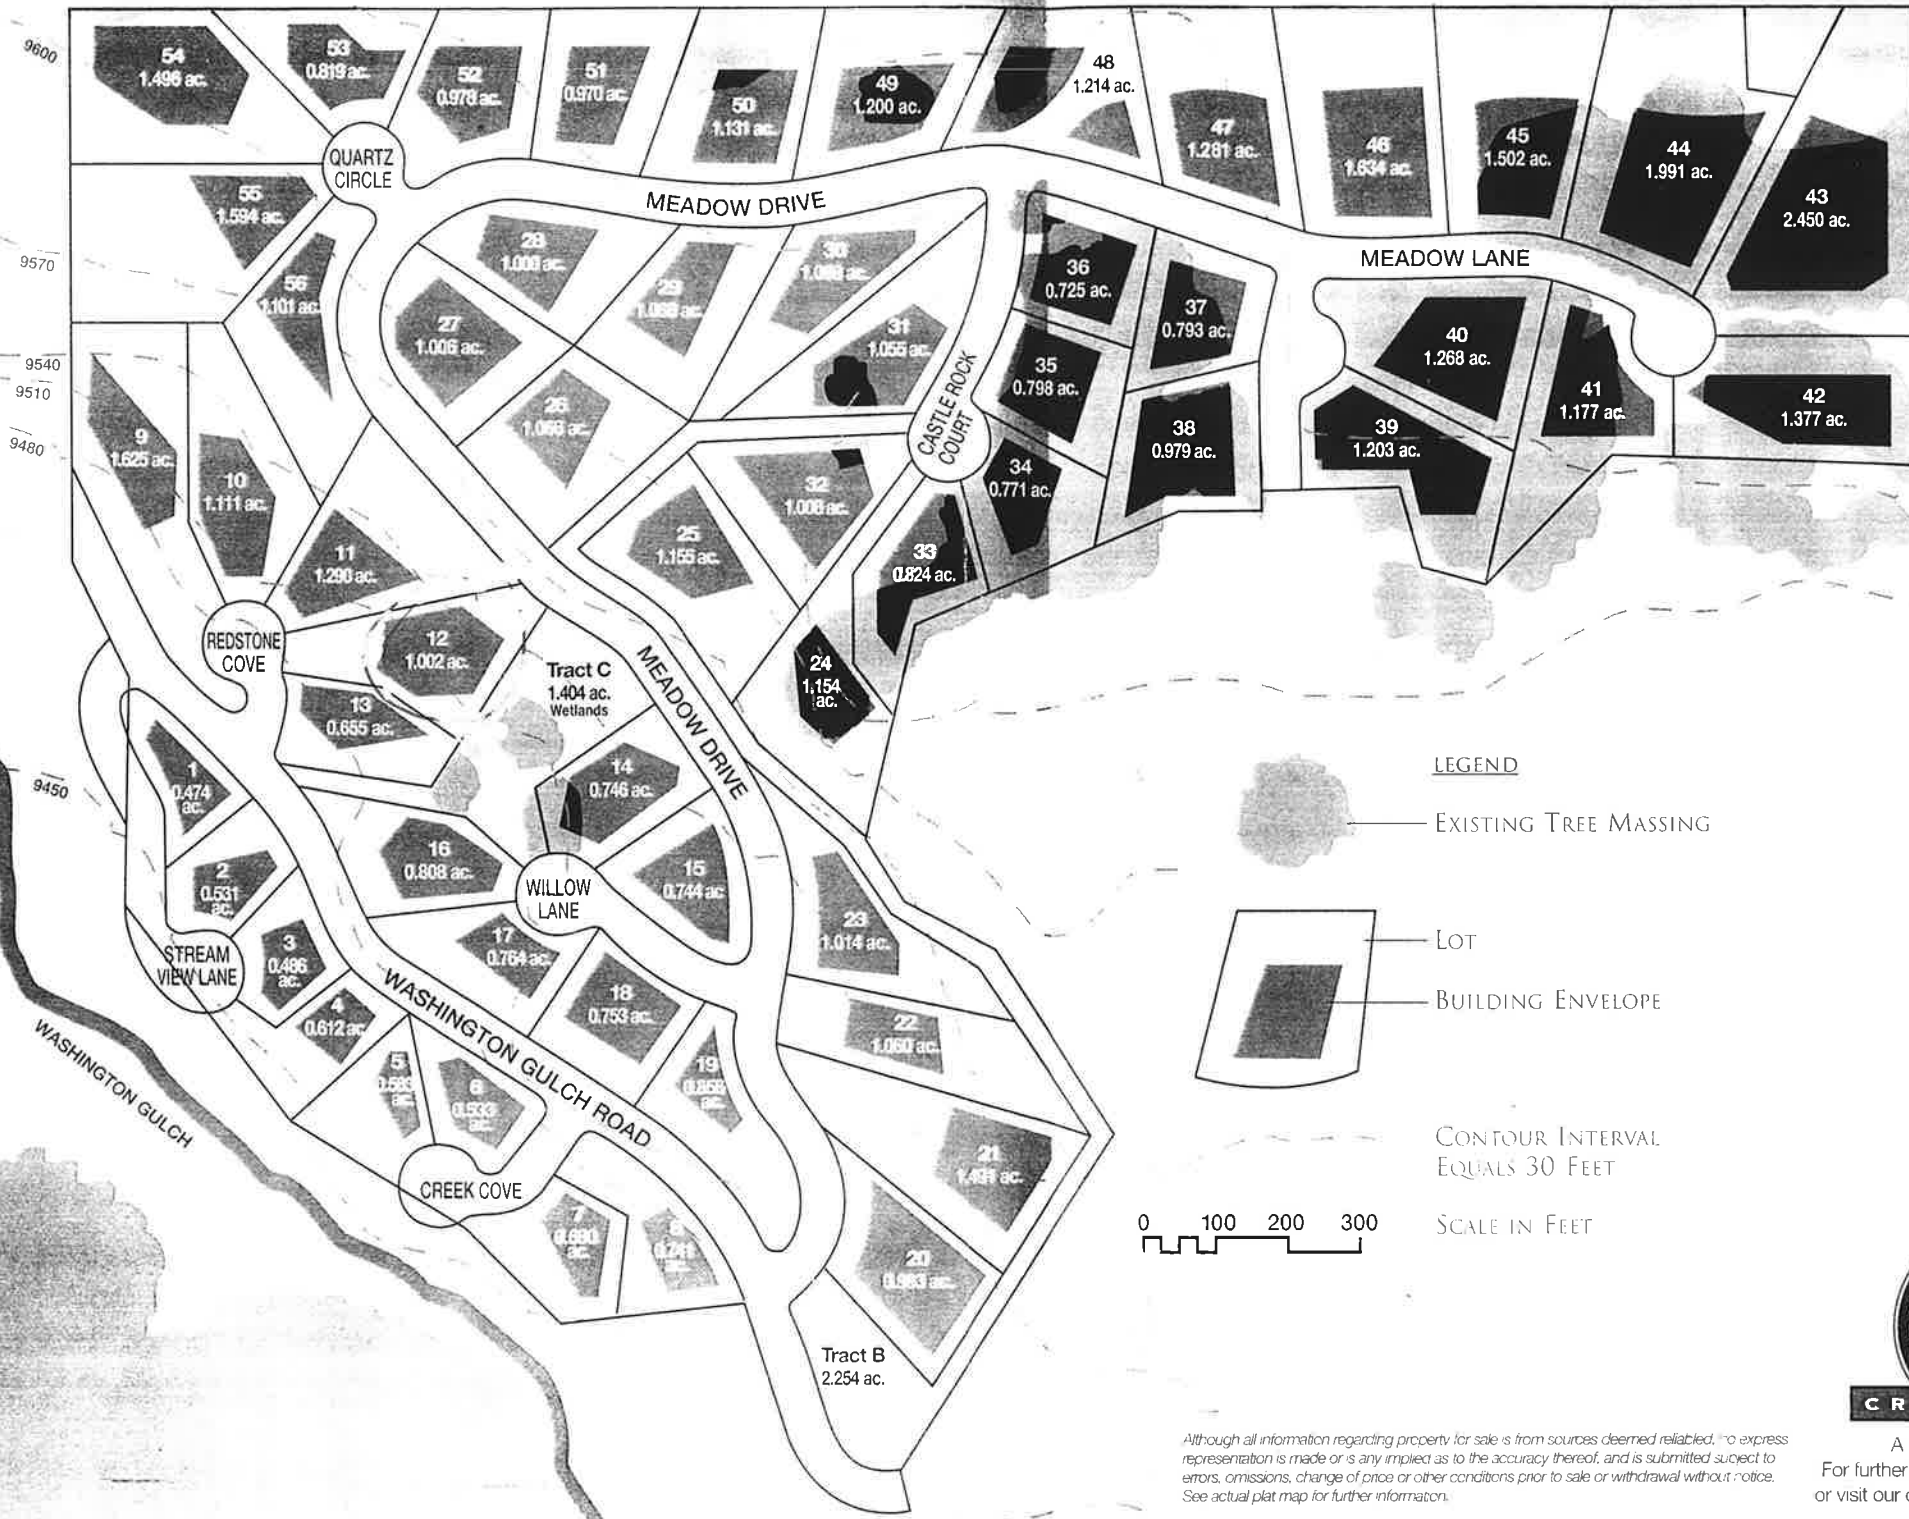 9600
9570
9540
9510
9480
9450
54
1.496 ac.
53
0.819 ac.
52
0.978 ac.
51
0.970 ac.
50
1.131 ac.
49
1.200 ac.
48
1.214 ac.
47
1.281 ac.
46
1.634 ac.
45
1.502 ac.
44
1.991 ac.
43
2.450 ac.
QUARTZ
CIRCLE
MEADOW DRIVE
MEADOW LANE
55
1.594 ac.
56
1.101 ac.
28
1.000 ac.
27
1.006 ac.
29
30
31
1.055 ac.
26
36
0.725 ac.
37
0.793 ac.
35
0.798 ac.
38
0.979 ac.
34
0.771 ac.
40
1.268 ac.
39
1.203 ac.
41
1.177 ac.
42
1.377 ac.
CASTLE ROCK
COURT
9
1.625 ac.
10
1.111 ac.
11
1.290 ac.
32
1.008 ac.
25
1.155 ac.
33
0.824 ac.
24
1.154
ac.
REDSTONE
COVE
12
1.002 ac.
13
0.655 ac.
Tract C
1.404 ac.
Wetlands
MEADOW DRIVE
14
0.746 ac.
15
0.744 ac
1
0.474
ac.
2
0.531
ac.
3
0.486
ac.
4
0.612 ac.
16
0.808 ac.
WILLOW
LANE
17
0.764 ac.
18
0.753 ac.
STREAM
VIEW LANE
WASHINGTON GULCH ROAD
WASHINGTON GULCH
5
ac.
6
0.533
ac.
19
ac.
CREEK COVE
7
ac.
8
0.741
ac.
23
1.014 ac.
22
1.060 ac.
21
1.491 ac.
20
0.983 ac.
Tract B
2.254 ac.
LEGEND
EXISTING TREE MASSING
LOT
BUILDING ENVELOPE
CONTOUR INTERVAL
EQUALS 30 FEET
0 100 200 300
SCALE IN FEET
Although all information regarding property for sale is from sources deemed reliabled, no express
representation is made or is any implied as to the accuracy thereof, and is submitted suject to
errors, omissions, change of price or other conditions prior to sale or withdrawal without notice.
See actual plat map for further information.
C R
A
For further
or visit our